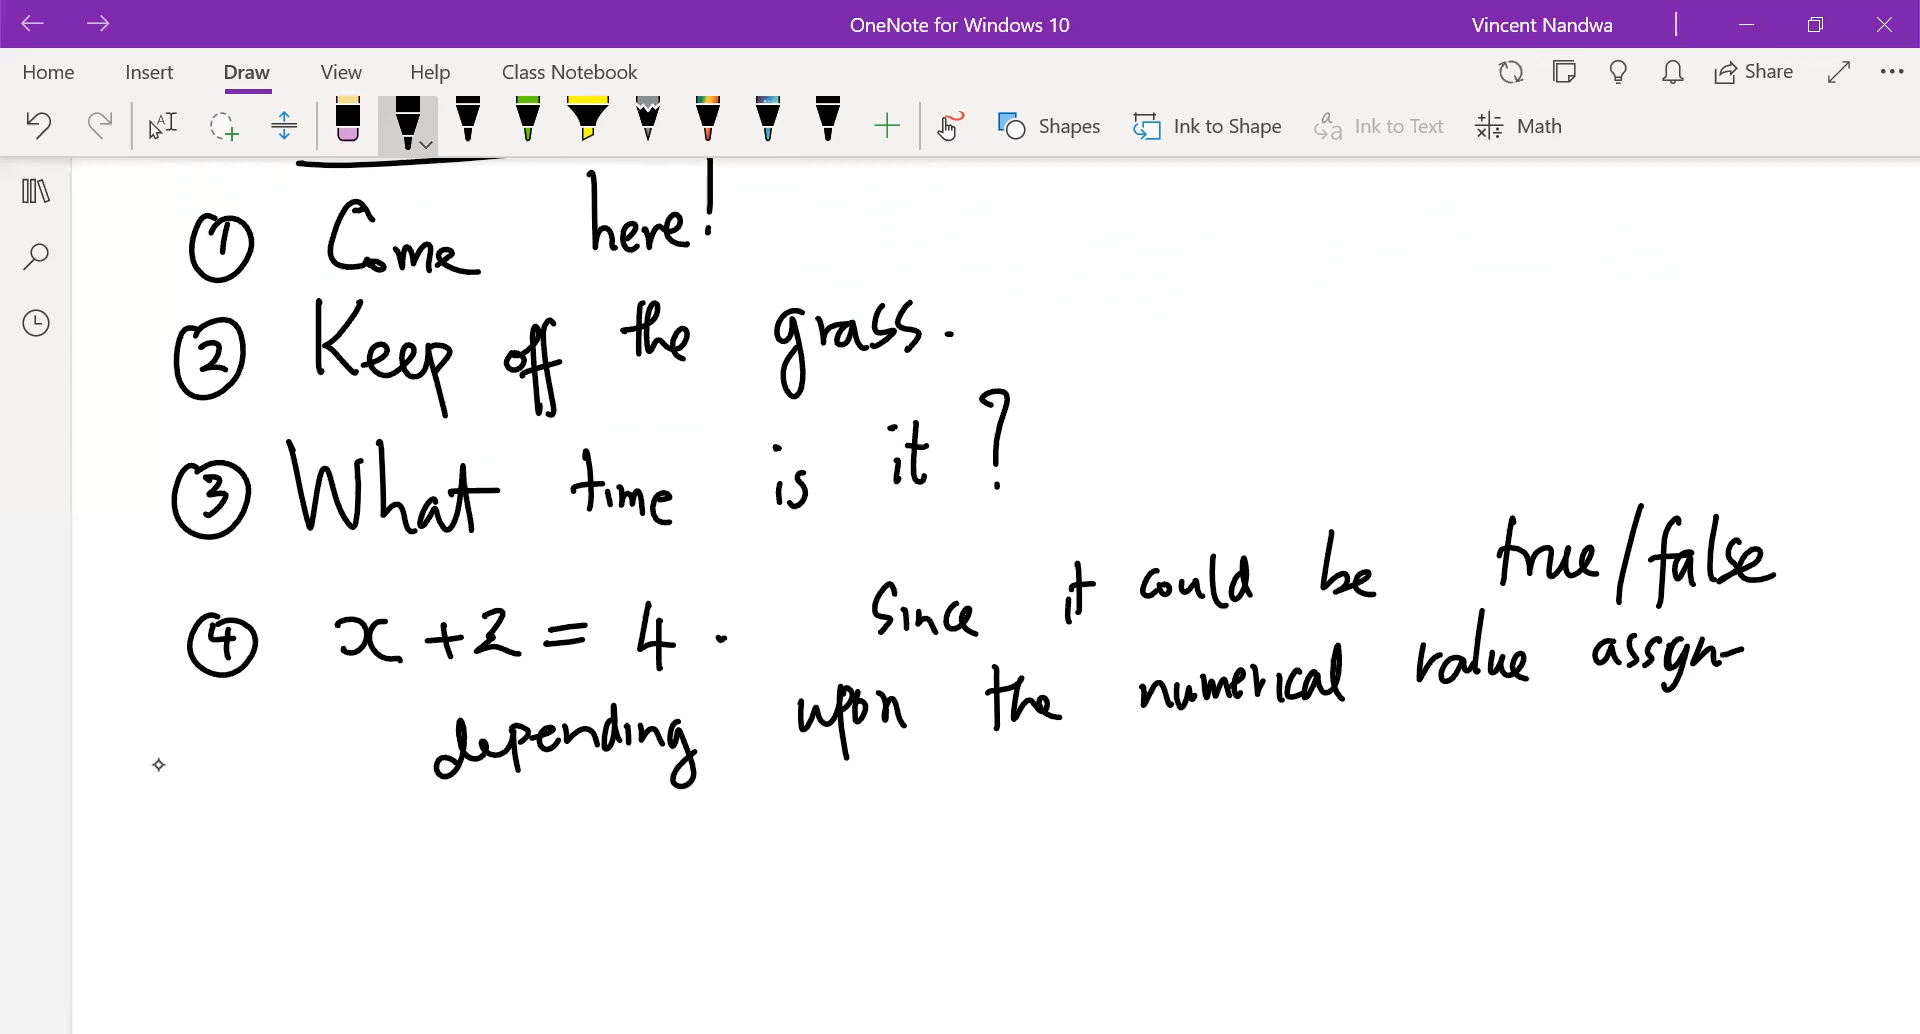 OneNote for Windows 10
Vincent Nandwa
Home Insert Draw View Help Class Notebook
Share
Shapes Ink to Shape Ink to Text Math
① Come here!
② Keep off the grass.
③ What time is it?
④ x + 2 = 4. Since it could be true/false
depending upon the numerical value assgn-